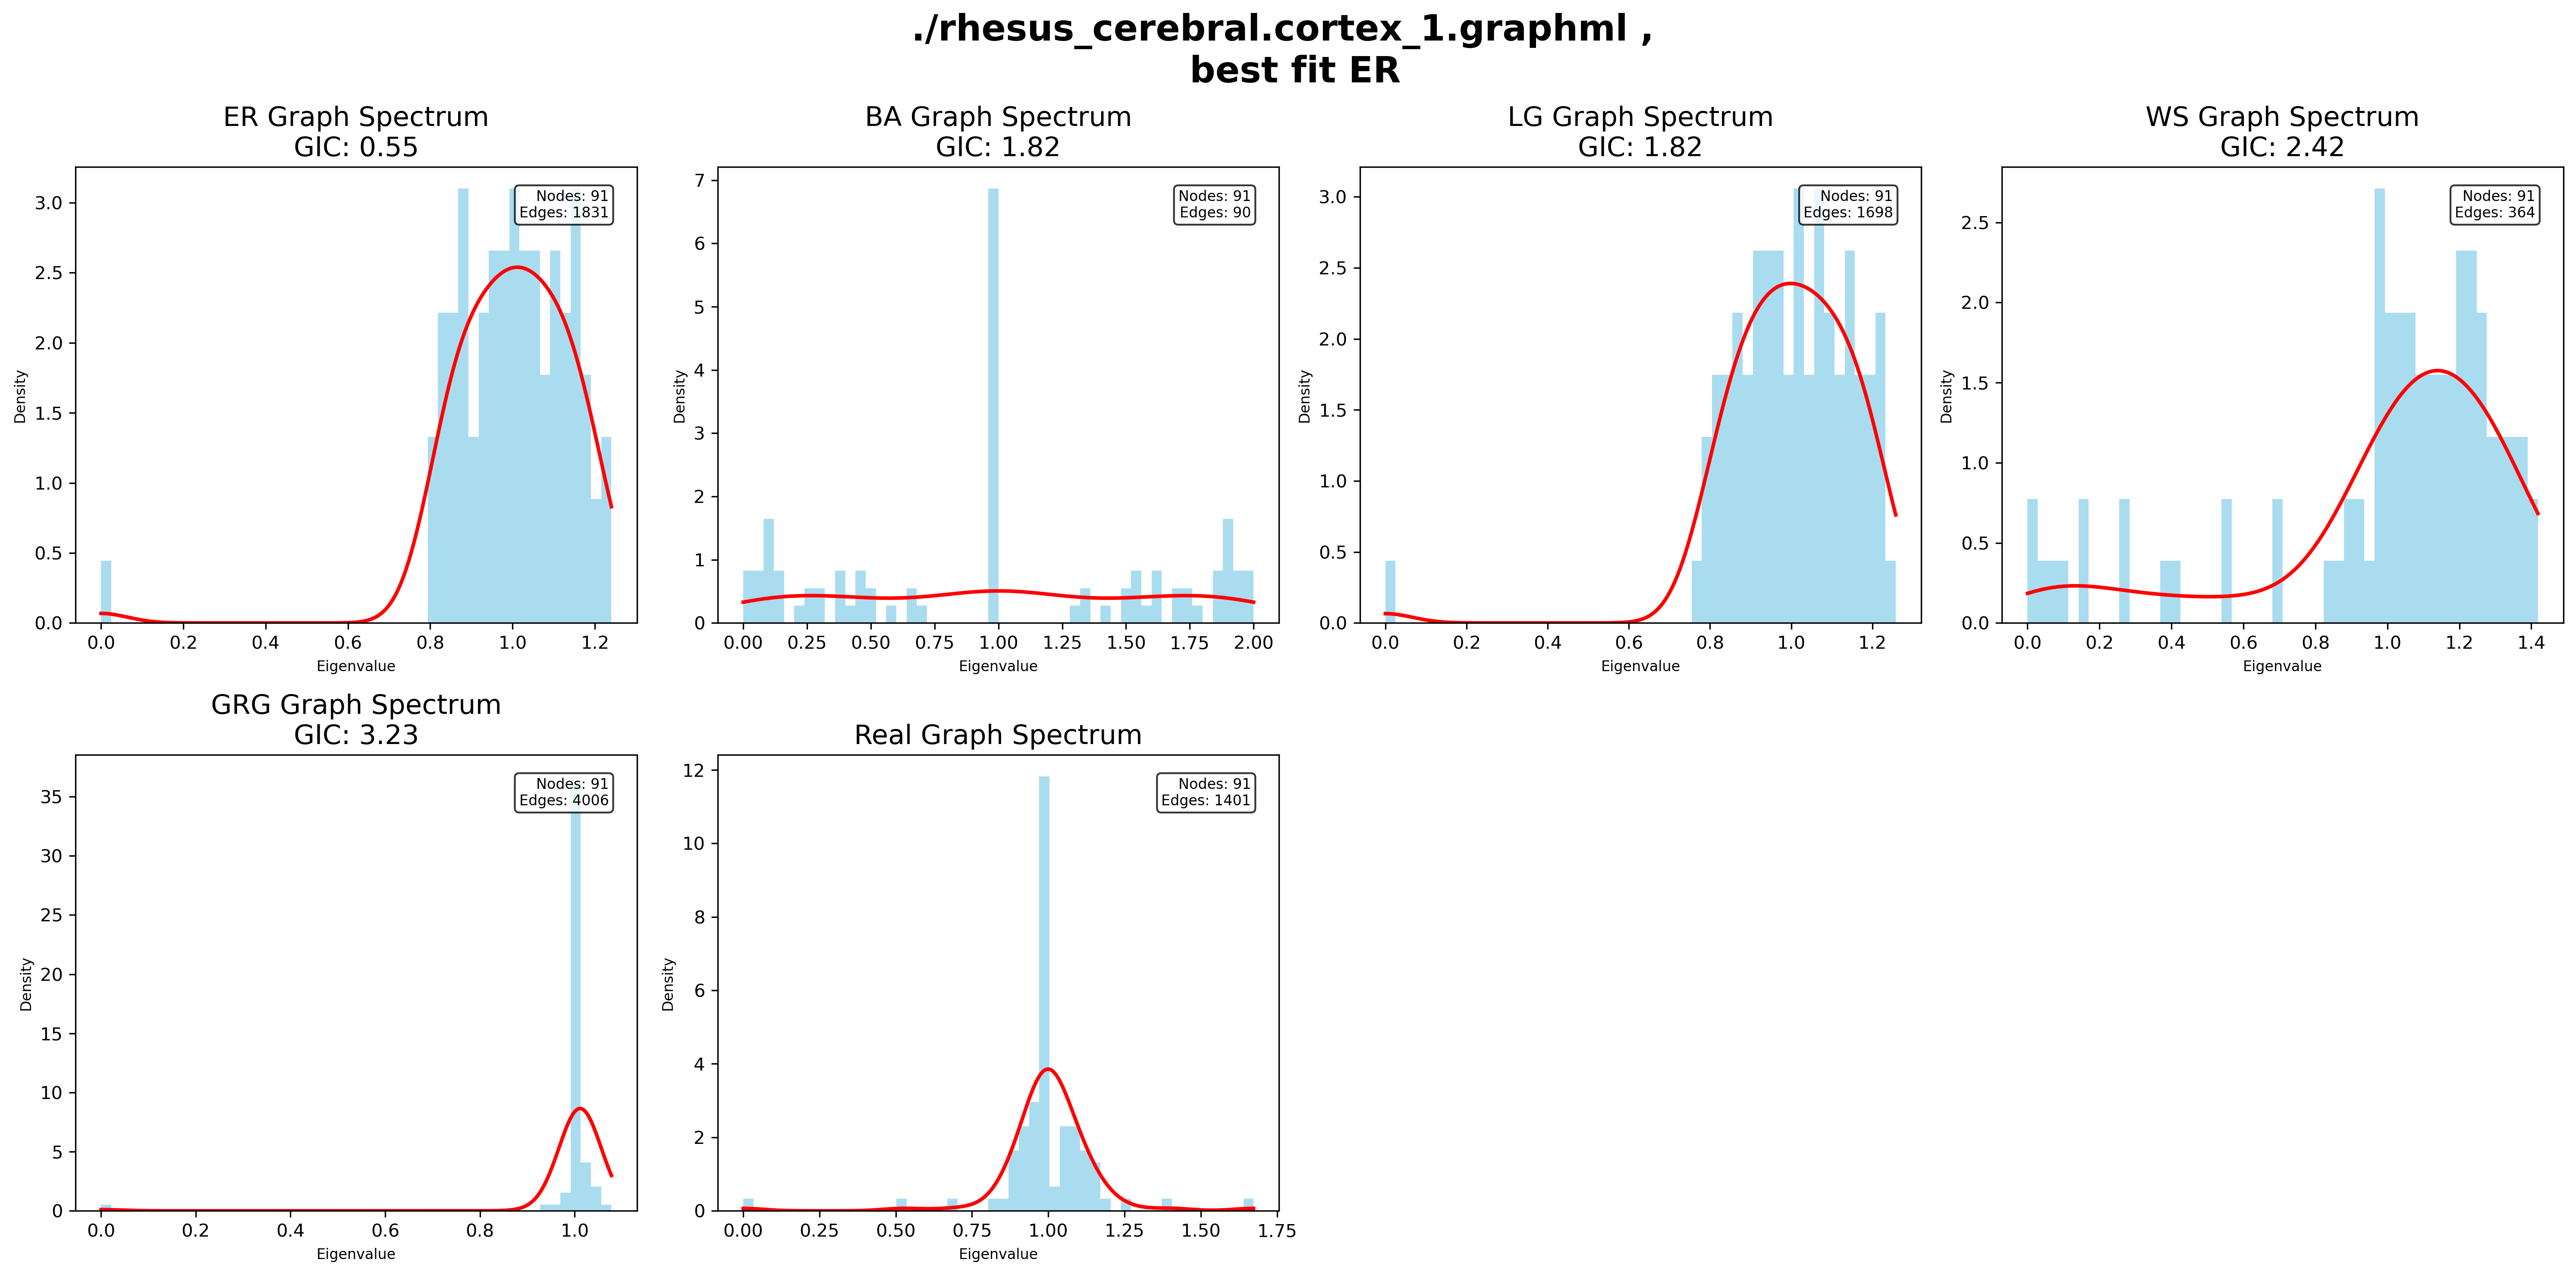 ./rhesus_cerebral.cortex_1.graphml ,
best fit ER
ER Graph Spectrum
GIC: 0.55
Nodes: 91
Edges: 1831
Density
3.0
2.5
2.0
1.5
1.0
0.5
0.0
0.0 0.2 0.4 0.6 0.8 1.0 1.2
Eigenvalue
BA Graph Spectrum
GIC: 1.82
Nodes: 91
Edges: 90
Density
7
6
5
4
3
2
1
0
0.00 0.25 0.50 0.75 1.00 1.25 1.50 1.75 2.00
Eigenvalue
LG Graph Spectrum
GIC: 1.82
Nodes: 91
Edges: 1698
Density
3.0
2.5
2.0
1.5
1.0
0.5
0.0
0.0 0.2 0.4 0.6 0.8 1.0 1.2
Eigenvalue
WS Graph Spectrum
GIC: 2.42
Nodes: 91
Edges: 364
Density
2.5
2.0
1.5
1.0
0.5
0.0
0.0 0.2 0.4 0.6 0.8 1.0 1.2 1.4
Eigenvalue
GRG Graph Spectrum
GIC: 3.23
Nodes: 91
Edges: 4006
Density
35
30
25
20
15
10
5
0
0.0 0.2 0.4 0.6 0.8 1.0
Eigenvalue
Real Graph Spectrum
Nodes: 91
Edges: 1401
Density
12
10
8
6
4
2
0
0.00 0.25 0.50 0.75 1.00 1.25 1.50 1.75
Eigenvalue